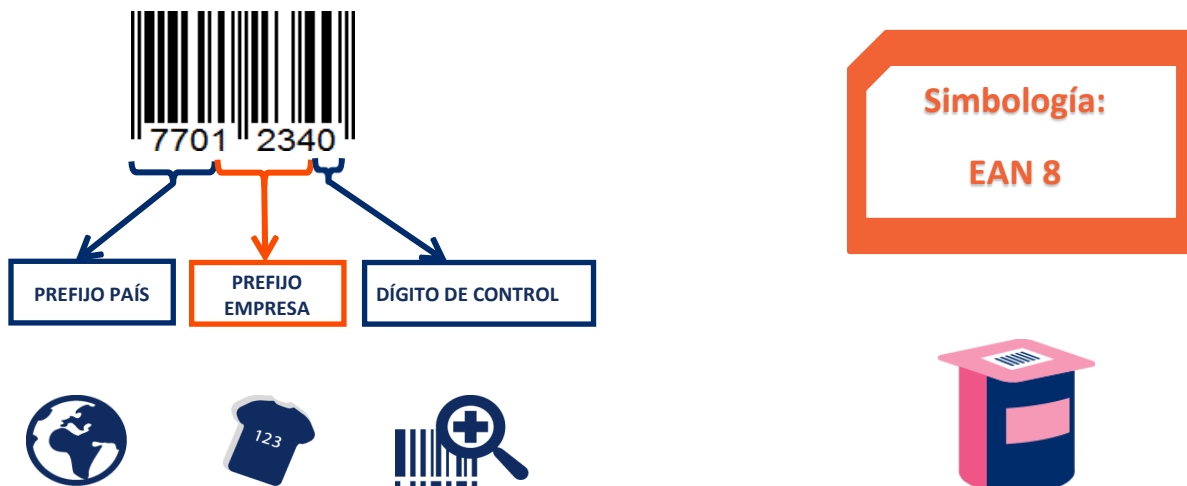 7701 2340
PREFIJO PAÍS
PREFIJO
EMPRESA
DÍGITO DE CONTROL
123
Simbología:
EAN 8